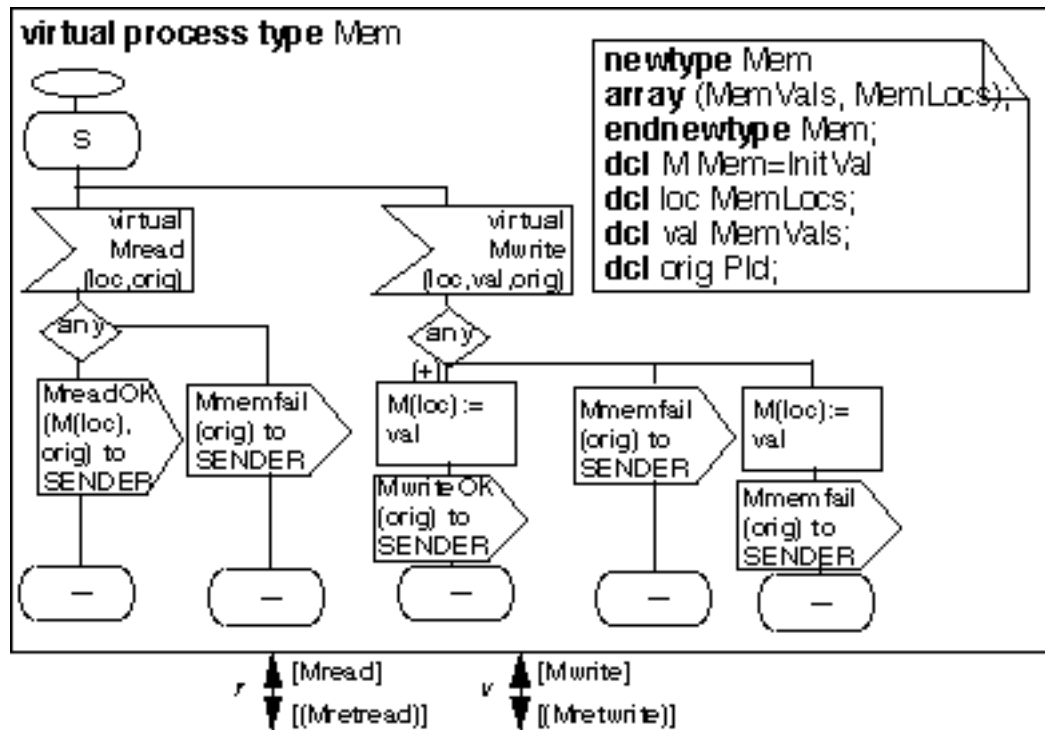 virtual process type Mem
newtype Mem
array (MemVals, MemLocs);
endnewtype Mem;
dcl M Mem=InitVal
dcl loc MemLocs;
dcl val MemVals;
dcl orig PId;
S
virtual
Mread
(loc,orig)
virtual
Mwrite
(loc,val,orig)
any
any
(+)
MreadOK
(M(loc),
orig) to
SENDER
Mmemfail
(orig) to
SENDER
M(loc):=
val
Mmemfail
(orig) to
SENDER
M(loc):=
val
MwriteOK
(orig) to
SENDER
Mmemfail
(orig) to
SENDER
–
–
–
–
–
r
[Mread]
[(Mretread)]
v
[Mwrite]
[(Mretwrite)]